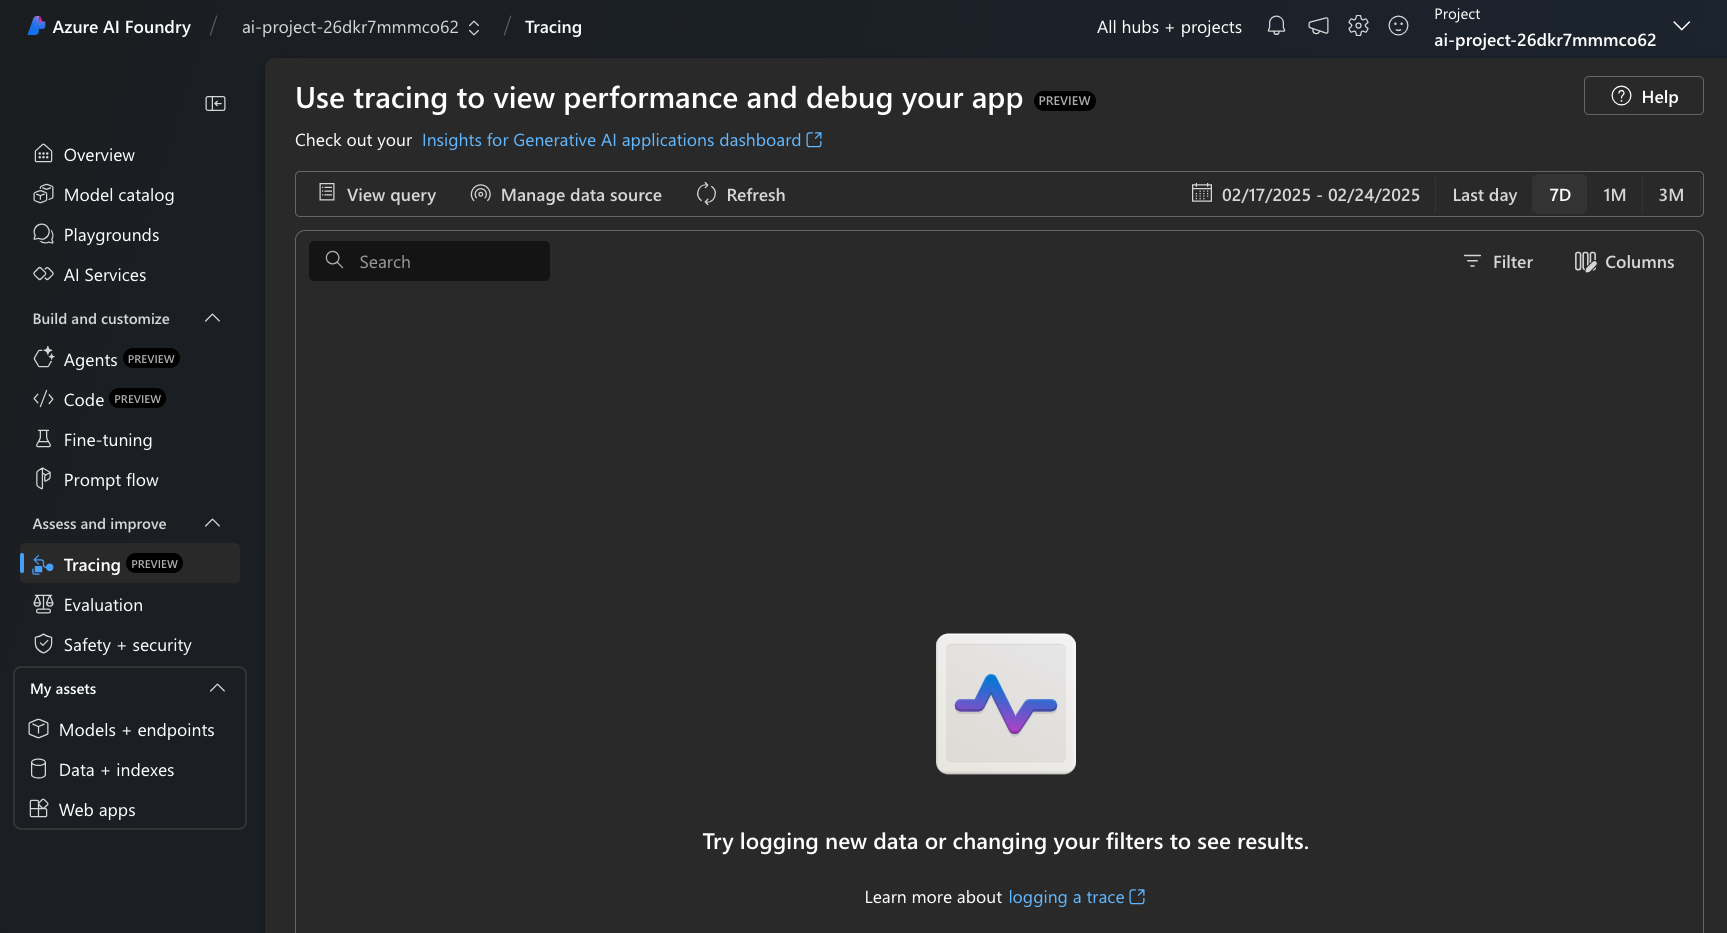 Azure AI Foundry / ai-project-26dkr7mmmco62 / Tracing
All hubs + projects
Project
ai-project-26dkr7mmmco62
Overview
Model catalog
Playgrounds
AI Services
Build and customize
Agents PREVIEW
Code PREVIEW
Fine-tuning
Prompt flow
Assess and improve
Tracing PREVIEW
Evaluation
Safety + security
My assets
Models + endpoints
Data + indexes
Web apps
Use tracing to view performance and debug your app PREVIEW
Help
Check out your Insights for Generative AI applications dashboard
View query Manage data source Refresh 02/17/2025 - 02/24/2025 Last day 7D 1M 3M
Search Filter Columns
Try logging new data or changing your filters to see results.
Learn more about logging a trace